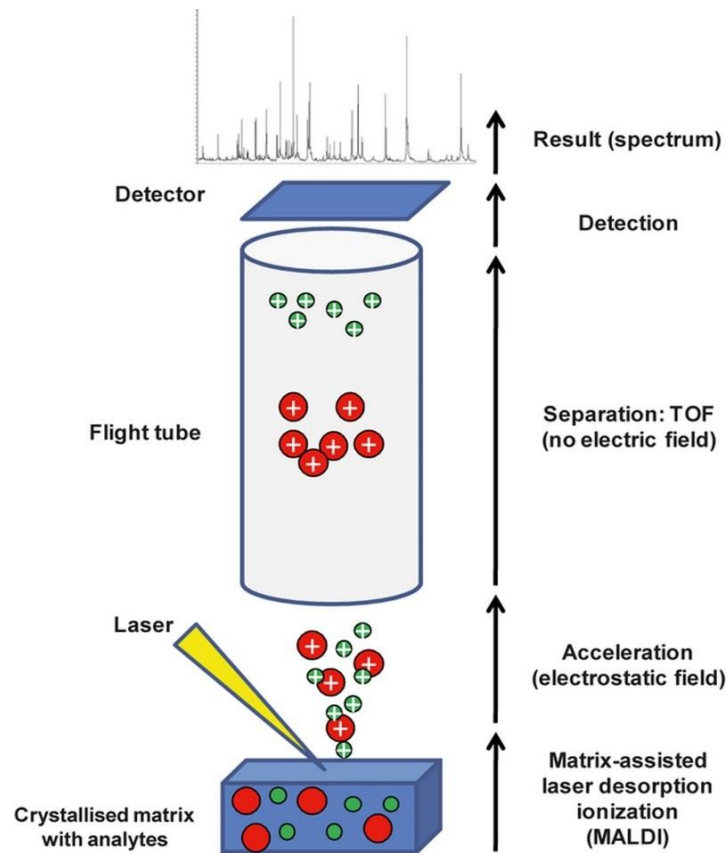 Result (spectrum)
Detector
Detection
Flight tube
Separation: TOF
(no electric field)
Laser
Acceleration
(electrostatic field)
Matrix-assisted
laser desorption
ionization
(MALDI)
Crystallised matrix
with analytes